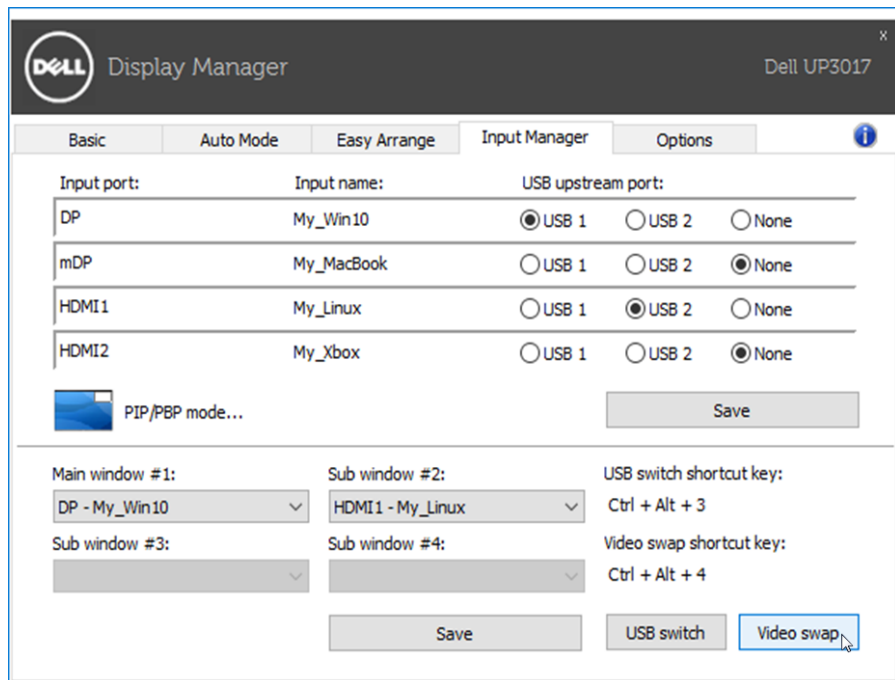 x
DELL Display Manager Dell UP3017
Basic Auto Mode Easy Arrange Input Manager Options i
Input port: Input name: USB upstream port:
DP My_Win10 USB 1 USB 2 None
mDP My_MacBook USB 1 USB 2 None
HDMI1 My_Linux USB 1 USB 2 None
HDMI2 My_Xbox USB 1 USB 2 None
PIP/PBP mode... Save
Main window #1: Sub window #2: USB switch shortcut key:
DP - My_Win10 HDMI1 - My_Linux Ctrl + Alt + 3
Sub window #3: Sub window #4: Video swap shortcut key:
Ctrl + Alt + 4
Save USB switch Video swap